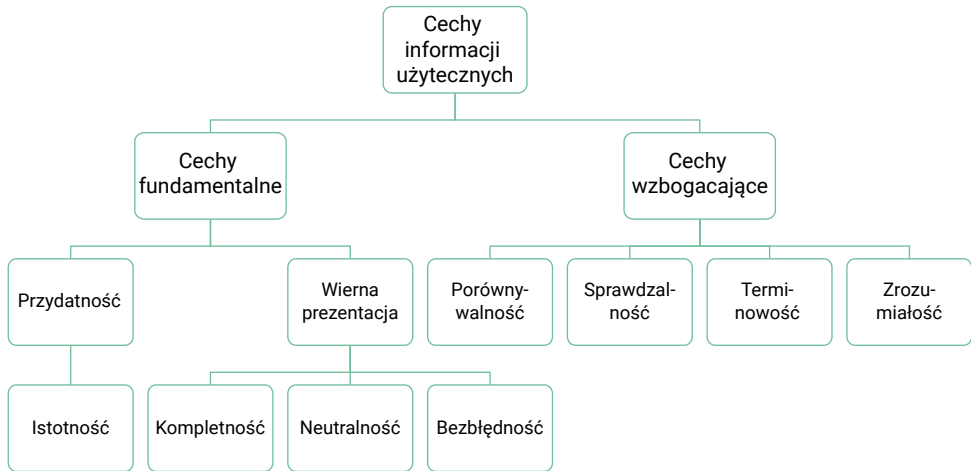 Cechy
informacji
użytecznych
Cechy
fundamentalne
Cechy
wzbogacające
Przydatność
Wierna
prezentacja
Porówny-
walność
Sprawdzal-
ność
Termi-
nowość
Zrozu-
miałość
Istotność
Kompletność
Neutralność
Bezbłędność